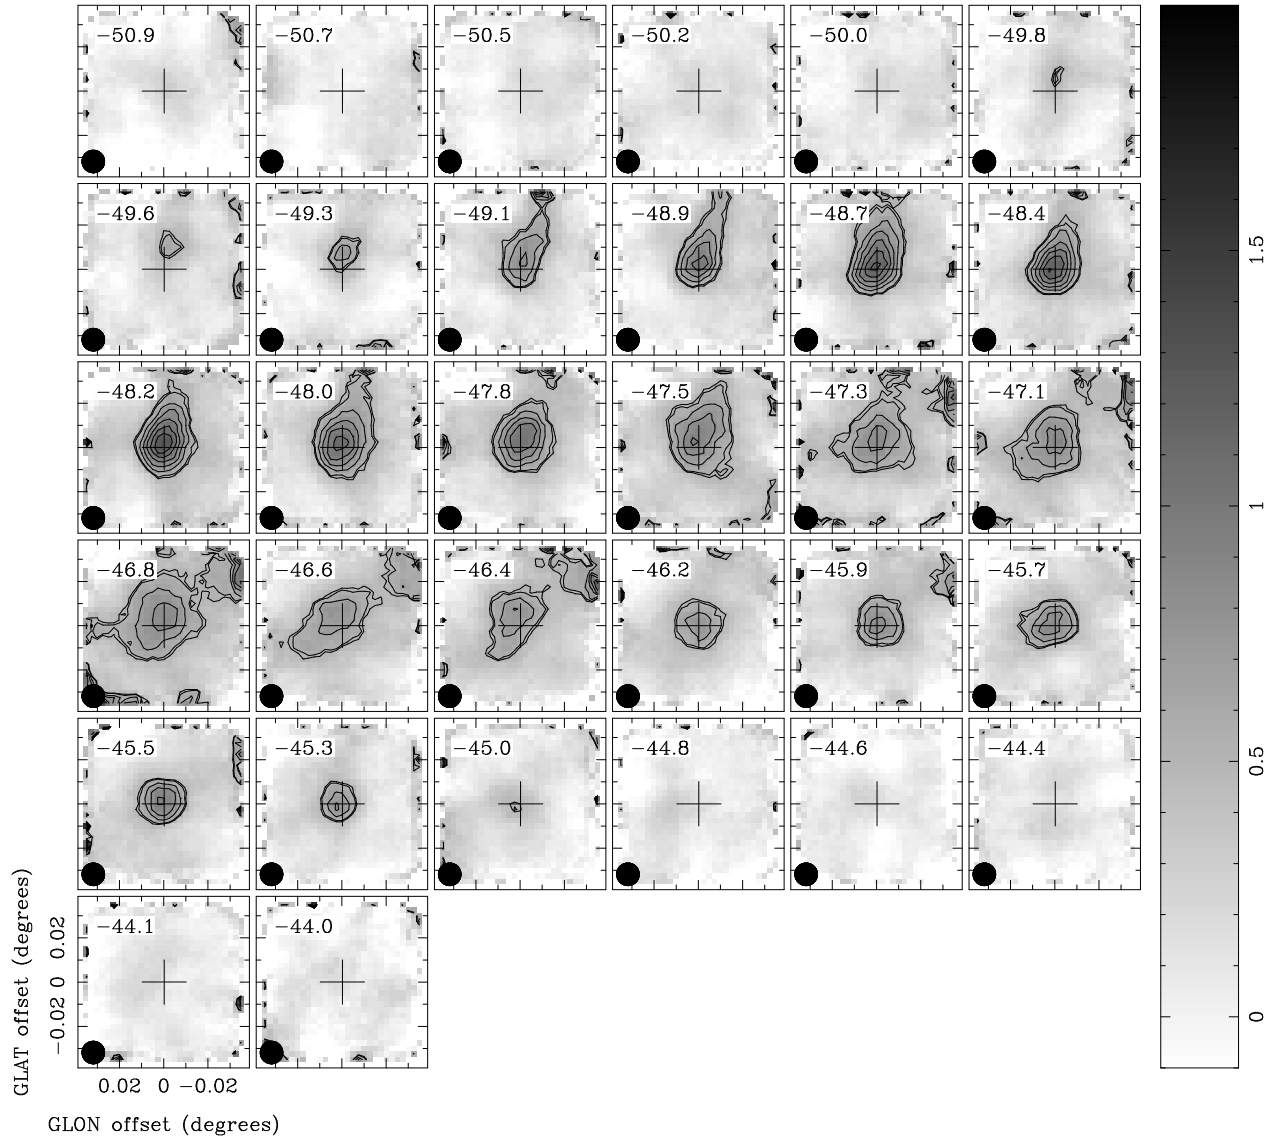 −50.9 −50.7 −50.5 −50.2 −50.0 −49.8
−49.6 −49.3 −49.1 −48.9 −48.7 −48.4
−48.2 −48.0 −47.8 −47.5 −47.3 −47.1
−46.8 −46.6 −46.4 −46.2 −45.9 −45.7
−45.5 −45.3 −45.0 −44.8 −44.6 −44.4
−44.1 −44.0
0 0.5 1 1.5
GLAT offset (degrees)
−0.02 0 0.02
0.02 0 −0.02
GLON offset (degrees)